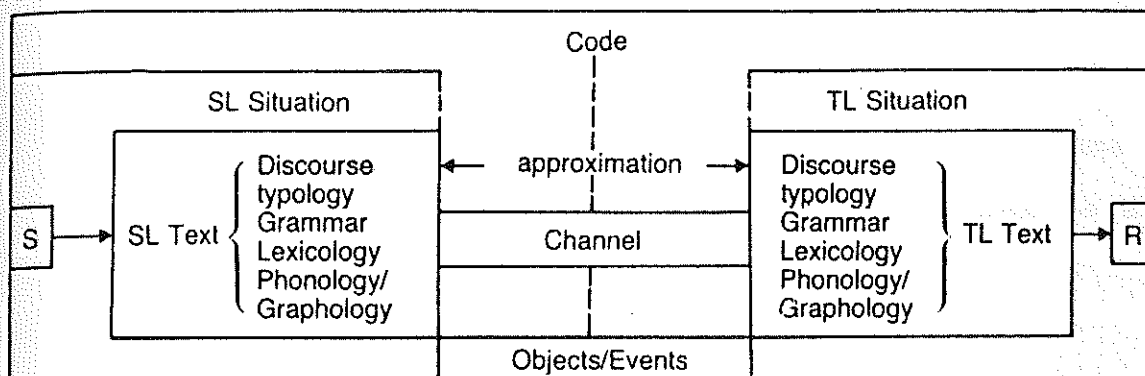 Code
SL Situation
TL Situation
approximation
S
SL Text
Discourse
typology
Grammar
Lexicology
Phonology/
Graphology
Channel
Discourse
typology
Grammar
Lexicology
Phonology/
Graphology
TL Text
R
Objects/Events